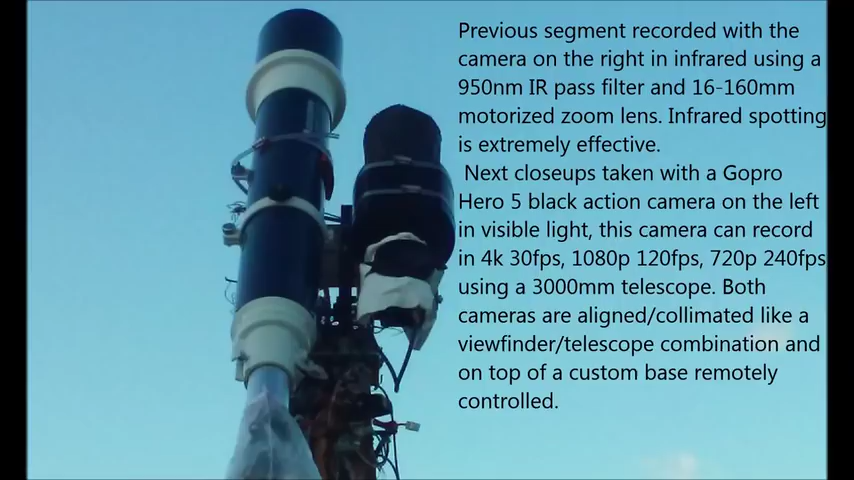 Previous segment recorded with the
camera on the right in infrared using a
950nm IR pass filter and 16-160mm
motorized zoom lens. Infrared spotting
is extremely effective.
Next closeups taken with a Gopro
Hero 5 black action camera on the left
in visible light, this camera can record
in 4k 30fps, 1080p 120fps, 720p 240fps
using a 3000mm telescope. Both
cameras are aligned/collimated like a
viewfinder/telescope combination and
on top of a custom base remotely
controlled.